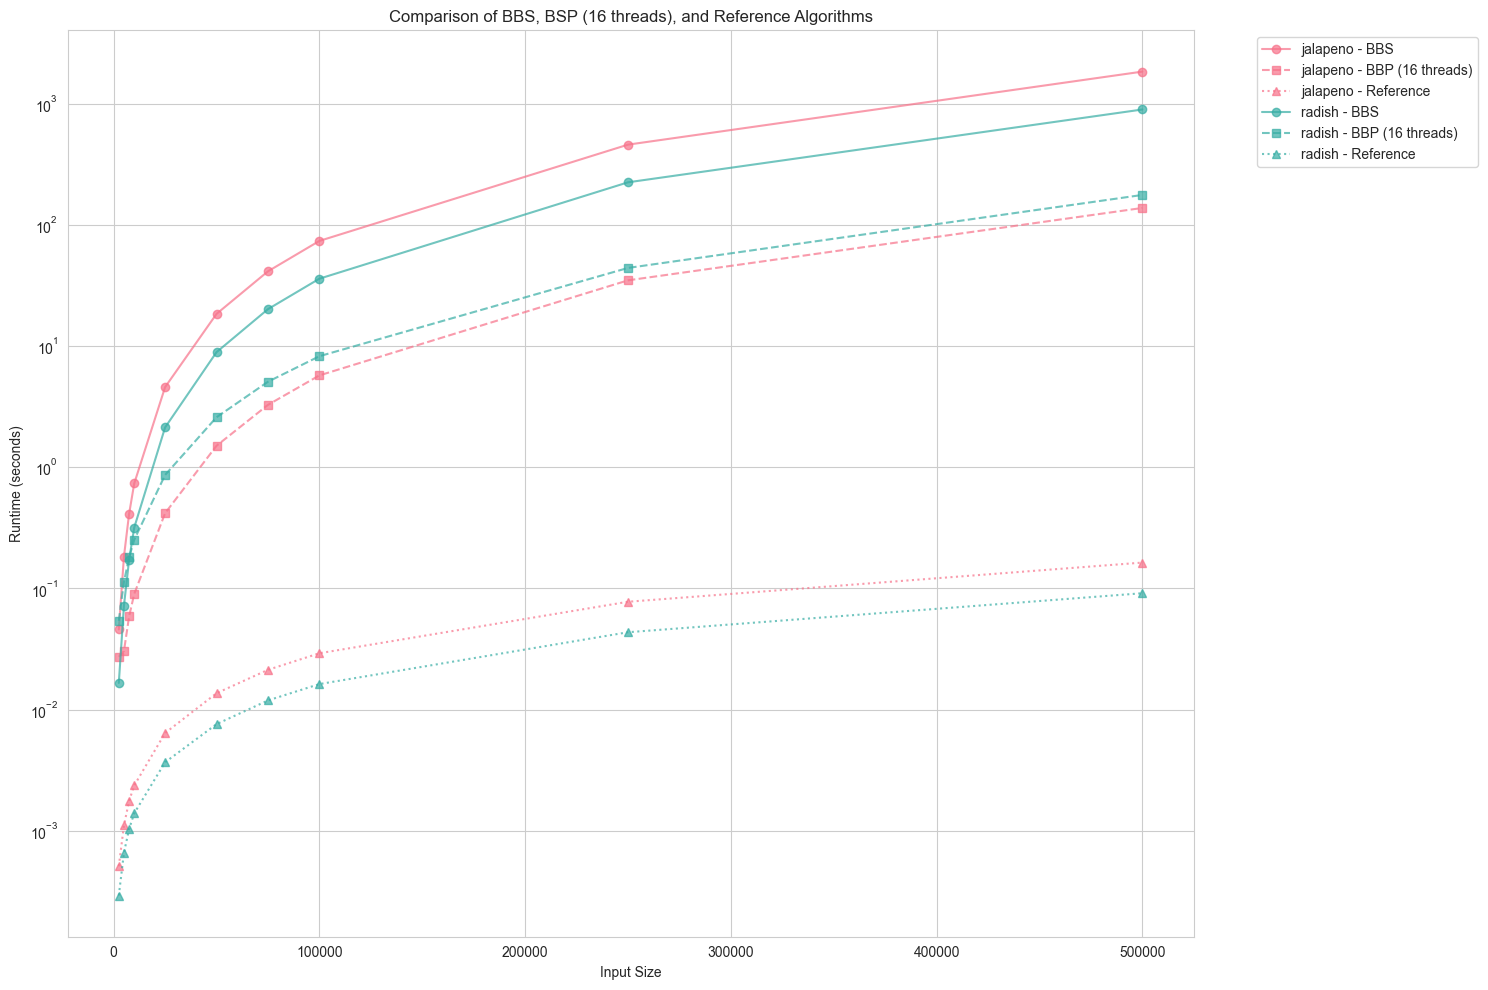 Comparison of BBS, BSP (16 threads), and Reference Algorithms
jalapeno - BBS
jalapeno - BBP (16 threads)
jalapeno - Reference
radish - BBS
radish - BBP (16 threads)
radish - Reference
Runtime (seconds)
10³
10²
10¹
10⁰
10⁻¹
10⁻²
10⁻³
0 100000 200000 300000 400000 500000
Input Size